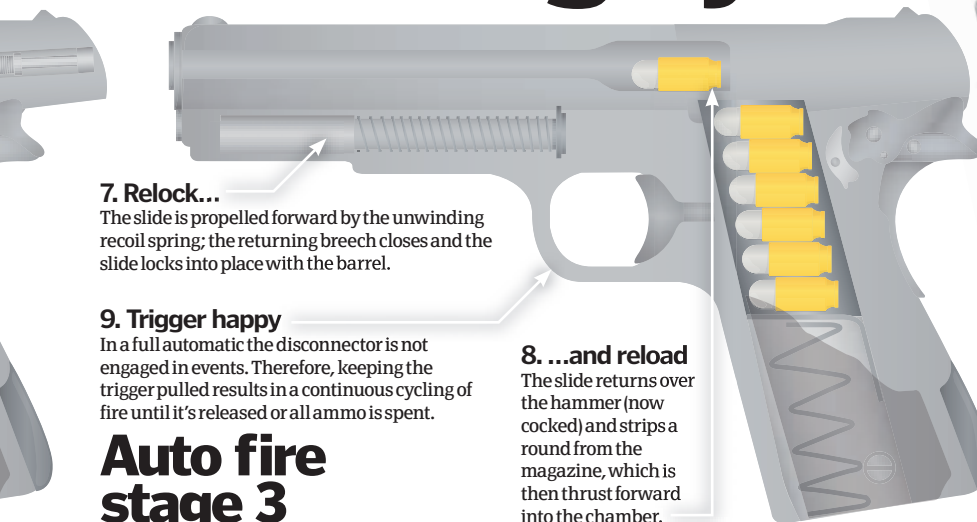 7. Relock...
The slide is propelled forward by the unwinding
recoil spring; the returning breech closes and the
slide locks into place with the barrel.
9. Trigger happy
In a full automatic the disconnector is not
engaged in events. Therefore, keeping the
trigger pulled results in a continuous cycling of
fire until it's released or all ammo is spent.
Auto fire
stage 3
8. ...and reload
The slide returns over
the hammer (now
cocked) and strips a
round from the
magazine, which is
then thrust forward
into the chamber.